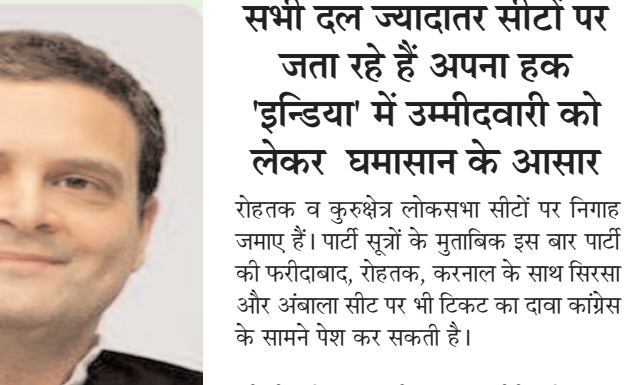 सभी दल ज्यादातर सीटों पर
जता रहे हैं अपना हक
'इन्डिया' में उम्मीदवारी को
लेकर घमासान के आसार
रोहतक व कुरुक्षेत्र लोकसभा सीटों पर निगाह
जमाए हैं। पार्टी सूत्रों के मुताबिक इस बार पार्टी
की फरीदाबाद, रोहतक, करनाल के साथ सिरसा
और अंबाला सीट पर भी टिकट का दावा कांग्रेस
के सामने पेश कर सकती है।